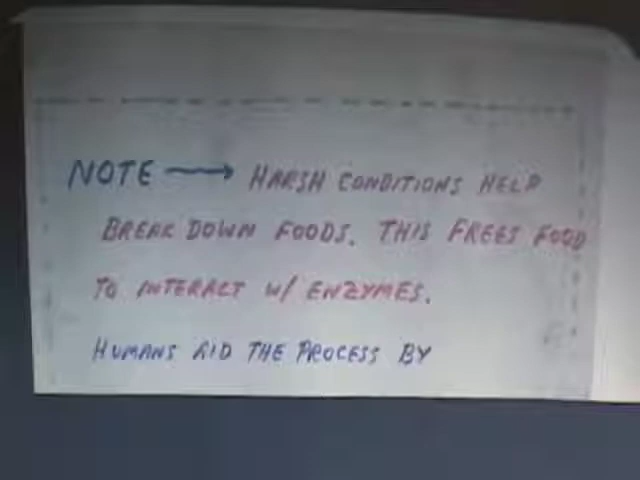 NOTE → HARSH CONDITIONS HELP
BREAK DOWN FOODS. THIS FREES FOOD
TO INTERACT W/ ENZYMES.
HUMANS AID THE PROCESS BY